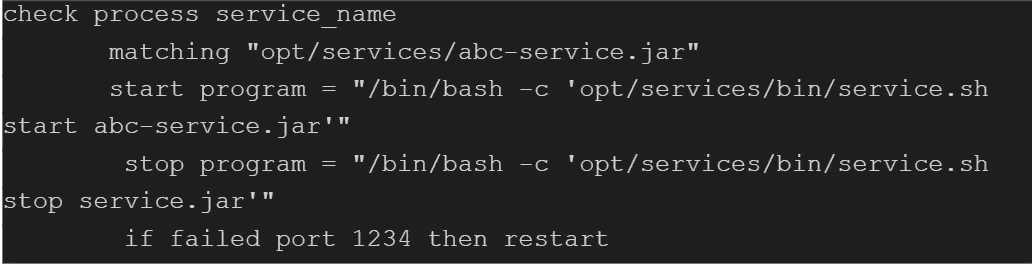 check process service_name
matching "opt/services/abc-service.jar"
start program = "/bin/bash -c 'opt/services/bin/service.sh
start abc-service.jar'"
stop program = "/bin/bash -c 'opt/services/bin/service.sh
stop service.jar'"
if failed port 1234 then restart